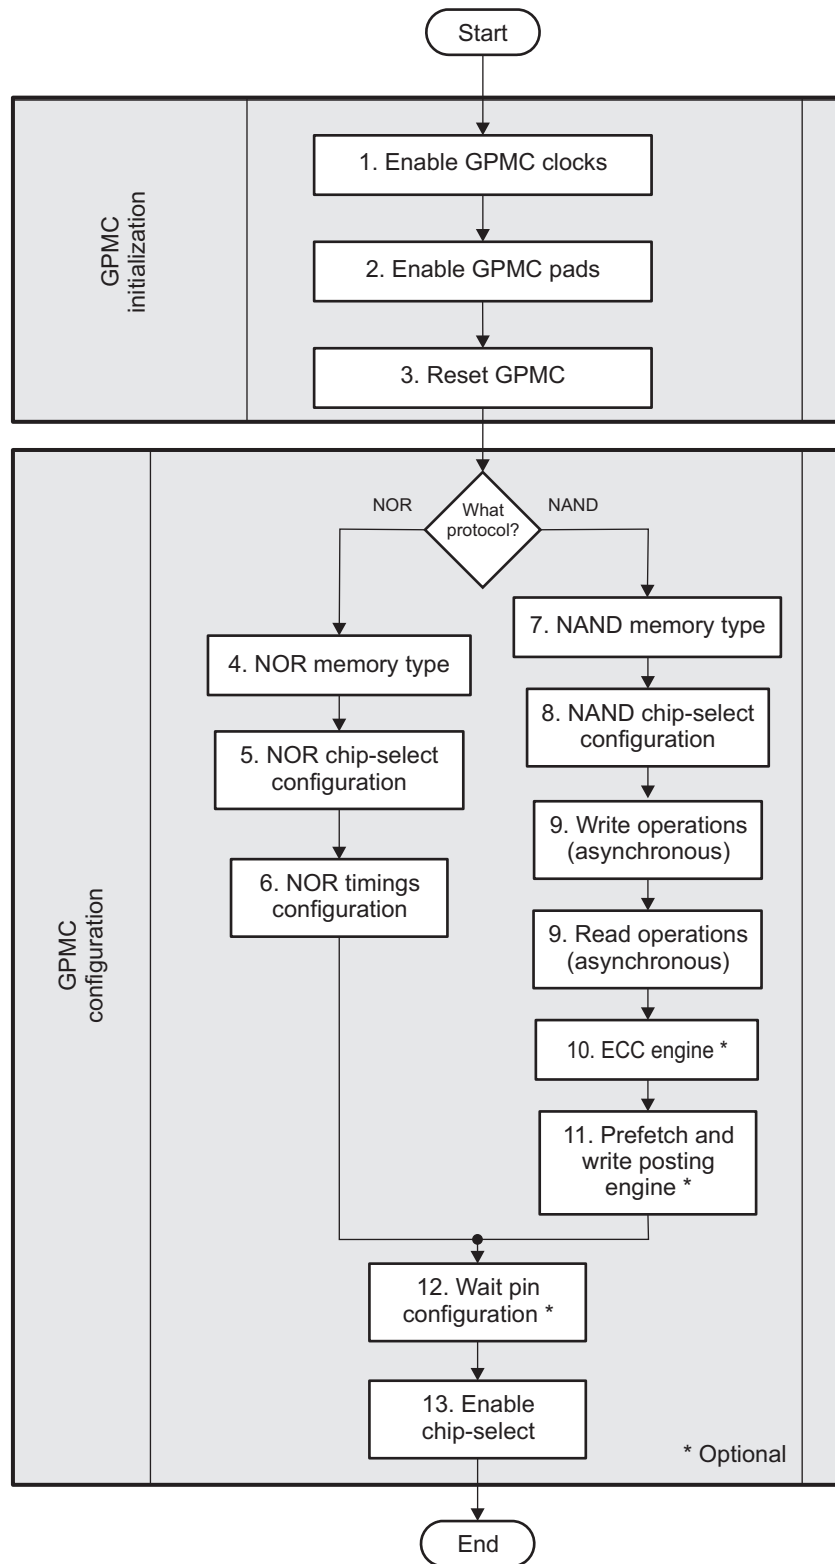 Start
GPMC
initialization
1. Enable GPMC clocks
2. Enable GPMC pads
3. Reset GPMC
GPMC
configuration
What
protocol?
NOR
NAND
4. NOR memory type
5. NOR chip-select
configuration
6. NOR timings
configuration
7. NAND memory type
8. NAND chip-select
configuration
9. Write operations
(asynchronous)
9. Read operations
(asynchronous)
10. ECC engine *
11. Prefetch and
write posting
engine *
12. Wait pin
configuration *
13. Enable
chip-select
* Optional
End